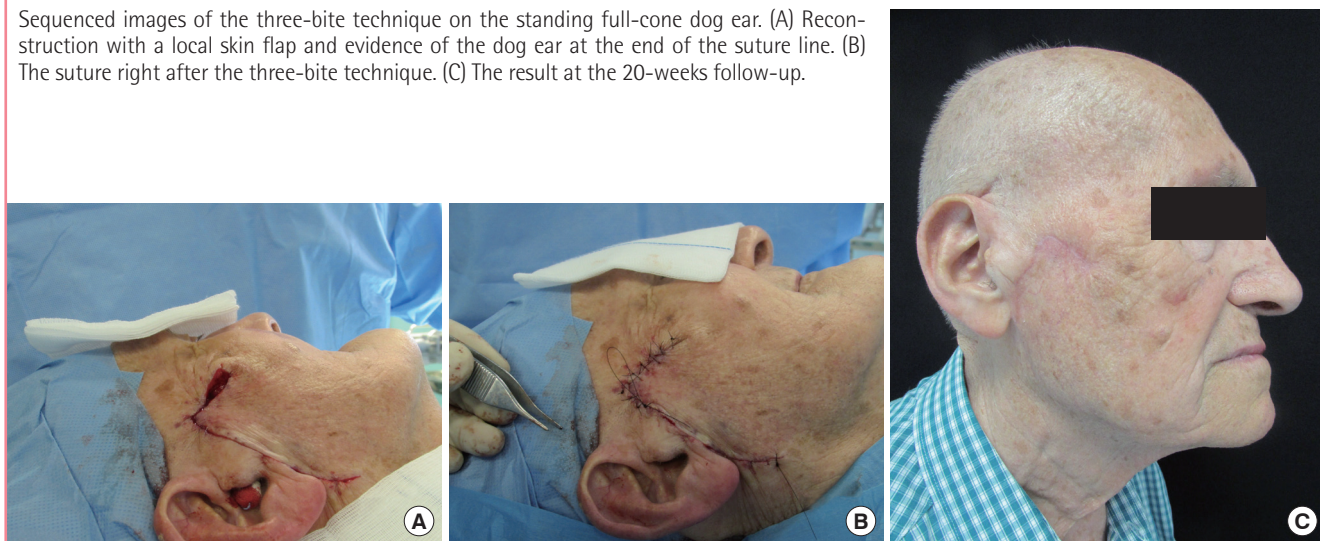 Sequenced images of the three-bite technique on the standing full-cone dog ear. (A) Recon-
struction with a local skin flap and evidence of the dog ear at the end of the suture line. (B)
The suture right after the three-bite technique. (C) The result at the 20-weeks follow-up.
A
B
C